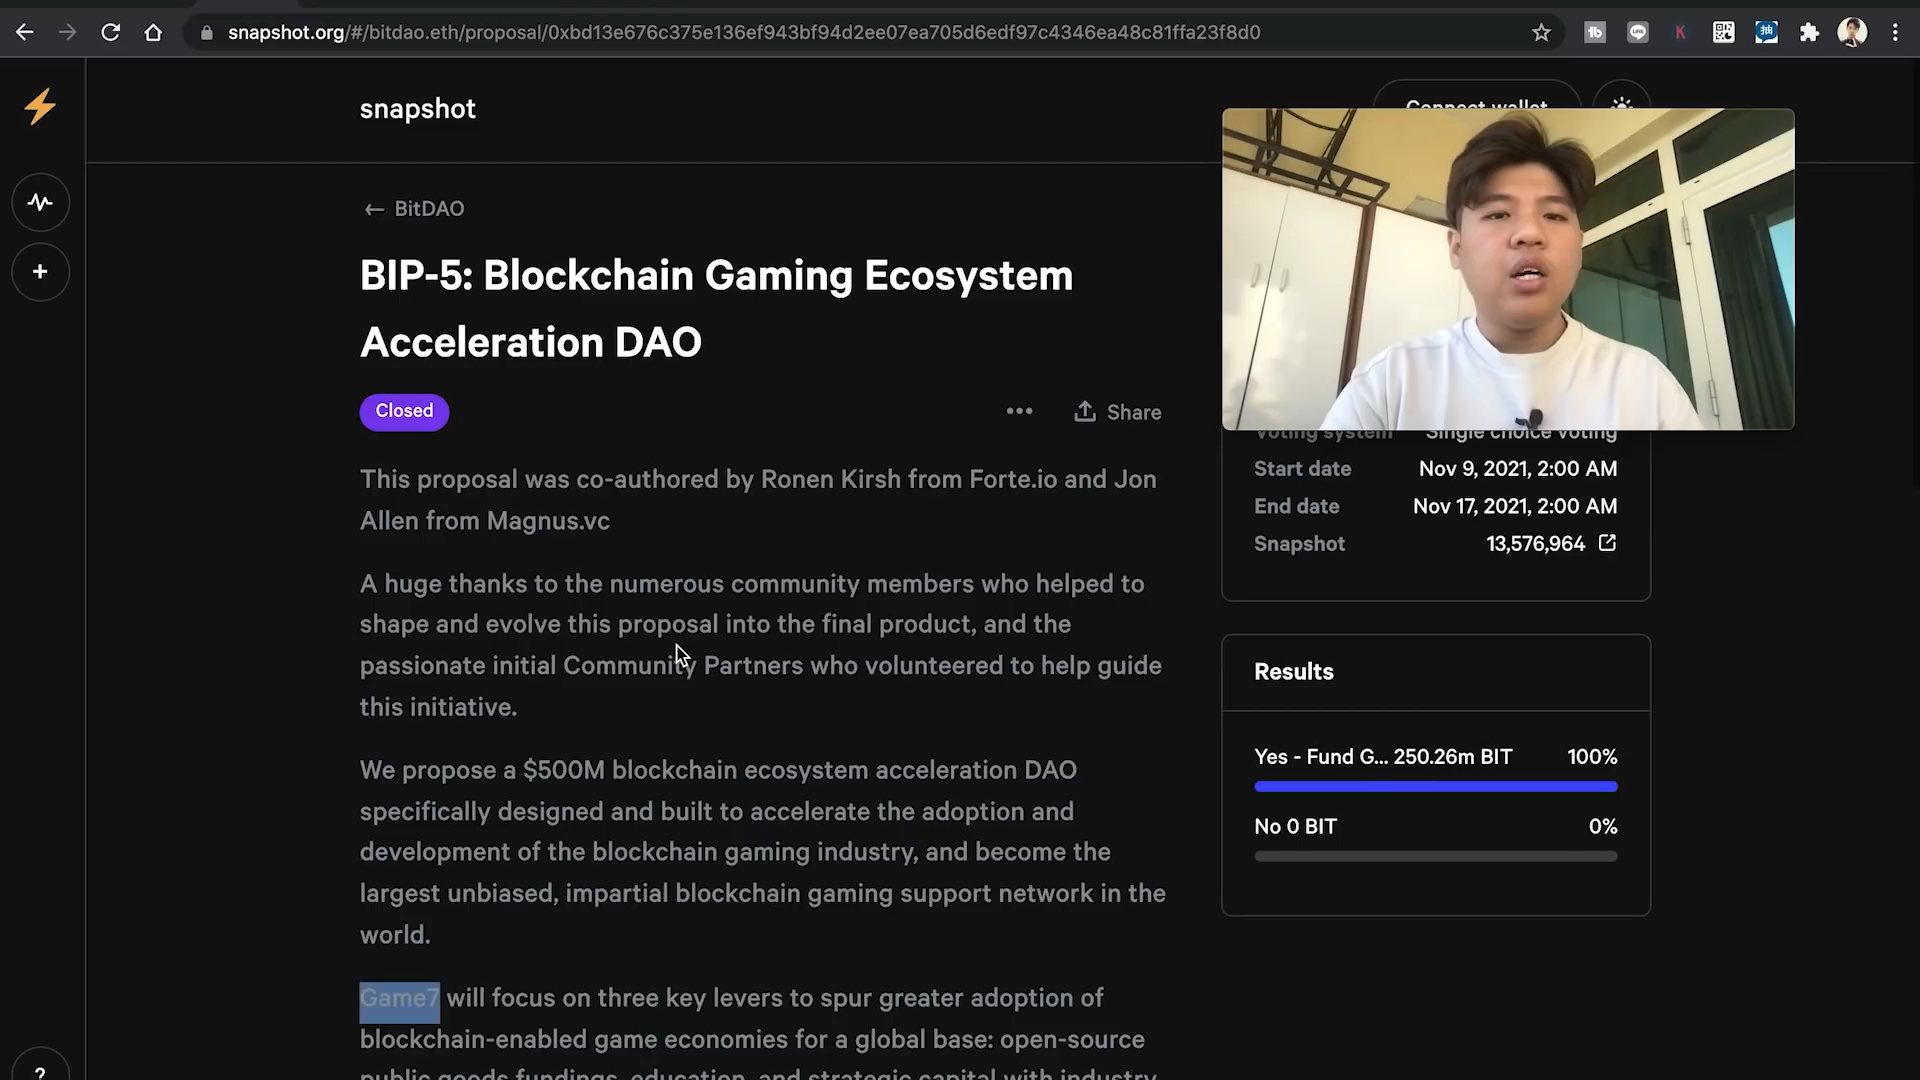 snapshot.org/#/bitdao.eth/proposal/0xbd13e676c375e136ef943bf94d2ee07ea705d6edf97c4346ea48c81ffa23f8d0
tb
LINE
K
抽
snapshot
Connect wallet
← BitDAO
BIP-5: Blockchain Gaming Ecosystem
Acceleration DAO
Closed
Share
This proposal was co-authored by Ronen Kirsh from Forte.io and Jon
Allen from Magnus.vc
A huge thanks to the numerous community members who helped to
shape and evolve this proposal into the final product, and the
passionate initial Community Partners who volunteered to help guide
this initiative.
We propose a $500M blockchain ecosystem acceleration DAO
specifically designed and built to accelerate the adoption and
development of the blockchain gaming industry, and become the
largest unbiased, impartial blockchain gaming support network in the
world.
Game7 will focus on three key levers to spur greater adoption of
blockchain-enabled game economies for a global base: open-source
public goods fundings, education, and strategic capital with industry
Voting system Single choice voting
Start date Nov 9, 2021, 2:00 AM
End date Nov 17, 2021, 2:00 AM
Snapshot 13,576,964
Results
Yes - Fund G... 250.26m BIT 100%
No 0 BIT 0%
?